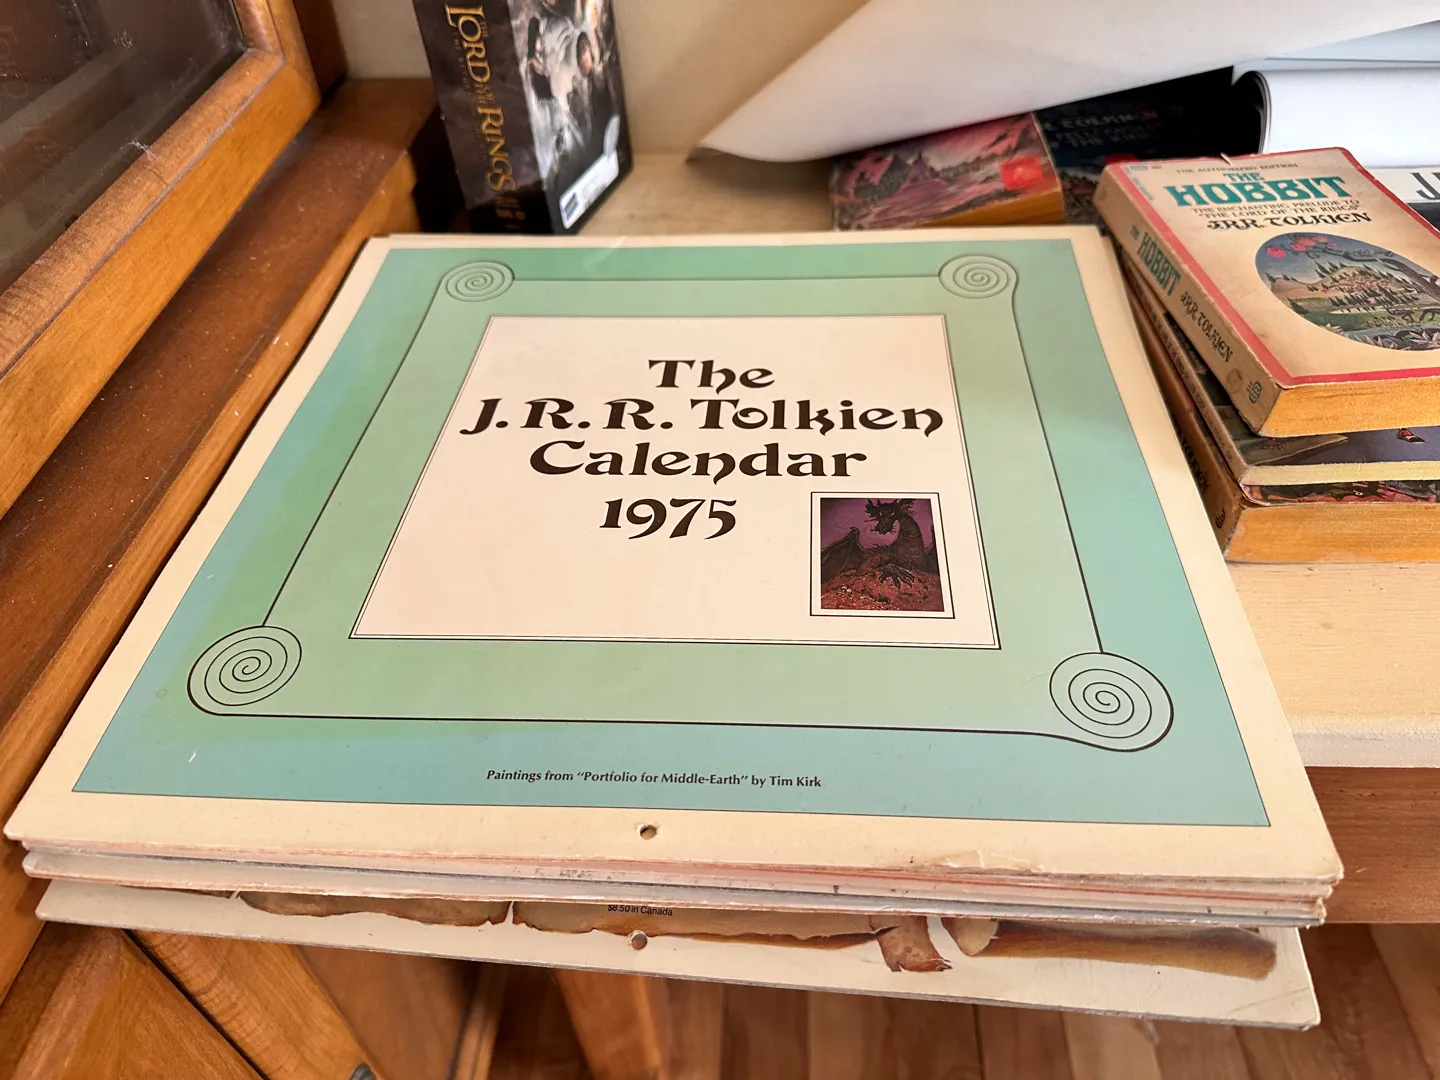 THE LORD OF THE RINGS
TOLKIEN
THE AUTHORIZED EDITION
THE
HOBBIT
THE ENCHANTING PRELUDE TO
"THE LORD OF THE RINGS"
J.R.R. TOLKIEN
THE HOBBIT J.R.R. TOLKIEN
The
J. R. R. Tolkien
Calendar
1975
Paintings from "Portfolio for Middle-Earth" by Tim Kirk
$8.50 in Canada